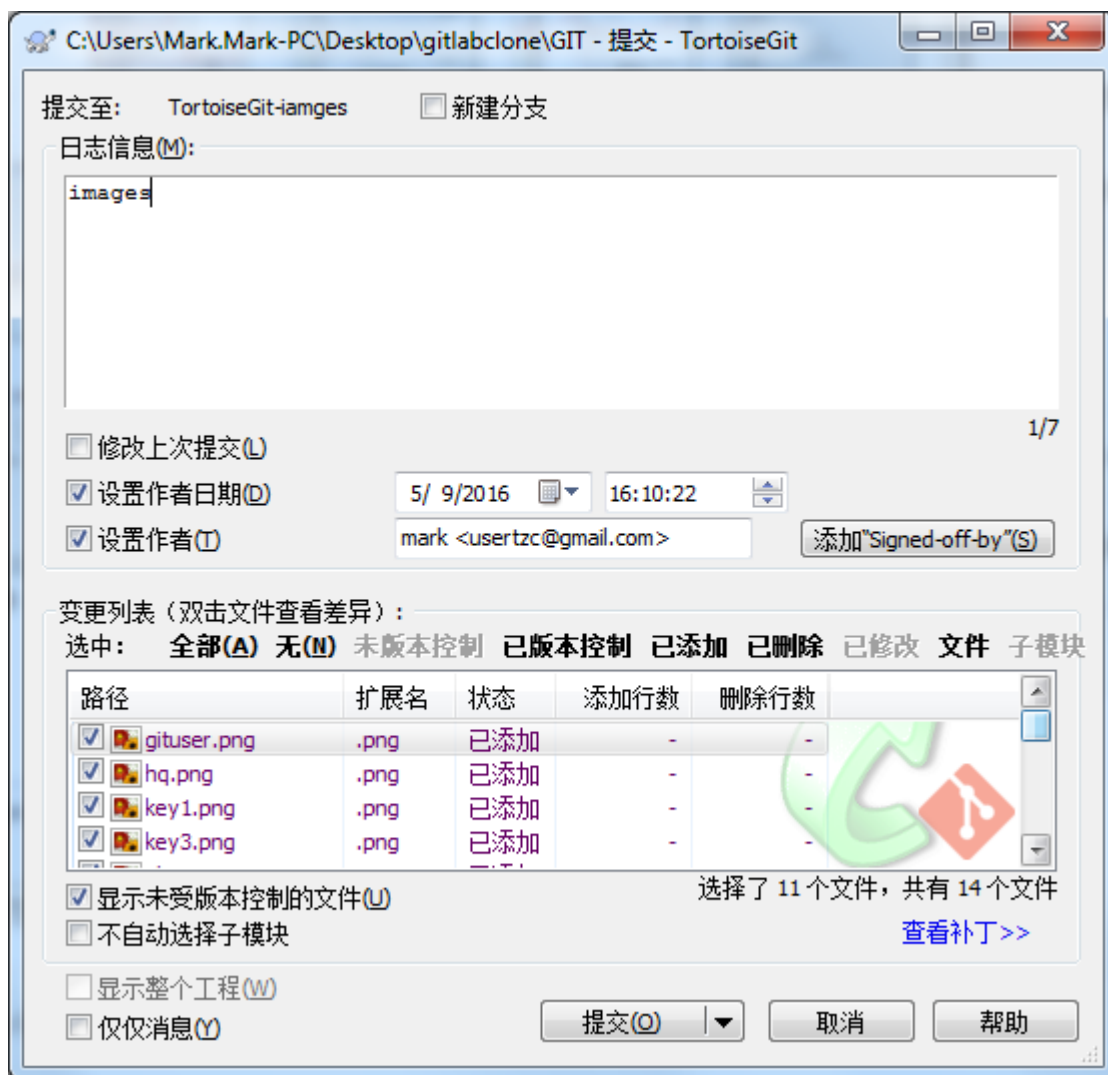 C:\Users\Mark.Mark-PC\Desktop\gitlabclone\GIT - 提交 - TortoiseGit
提交至: TortoiseGit-iamges 新建分支
日志信息(M):
images
1/7
修改上次提交(L)
设置作者日期(D) 5/ 9/2016 16:10:22
设置作者(T) mark <usertzc@gmail.com> 添加"Signed-off-by"(S)
变更列表（双击文件查看差异）:
选中: 全部(A) 无(N) 未版本控制 已版本控制 已添加 已删除 已修改 文件 子模块
路径 扩展名 状态 添加行数 删除行数
gituser.png .png 已添加 - -
hq.png .png 已添加 - -
key1.png .png 已添加 - -
key3.png .png 已添加 - -
显示未受版本控制的文件(U) 选择了 11 个文件，共有 14 个文件
不自动选择子模块 查看补丁>>
显示整个工程(W)
仅仅消息(Y) 提交(O) 取消 帮助